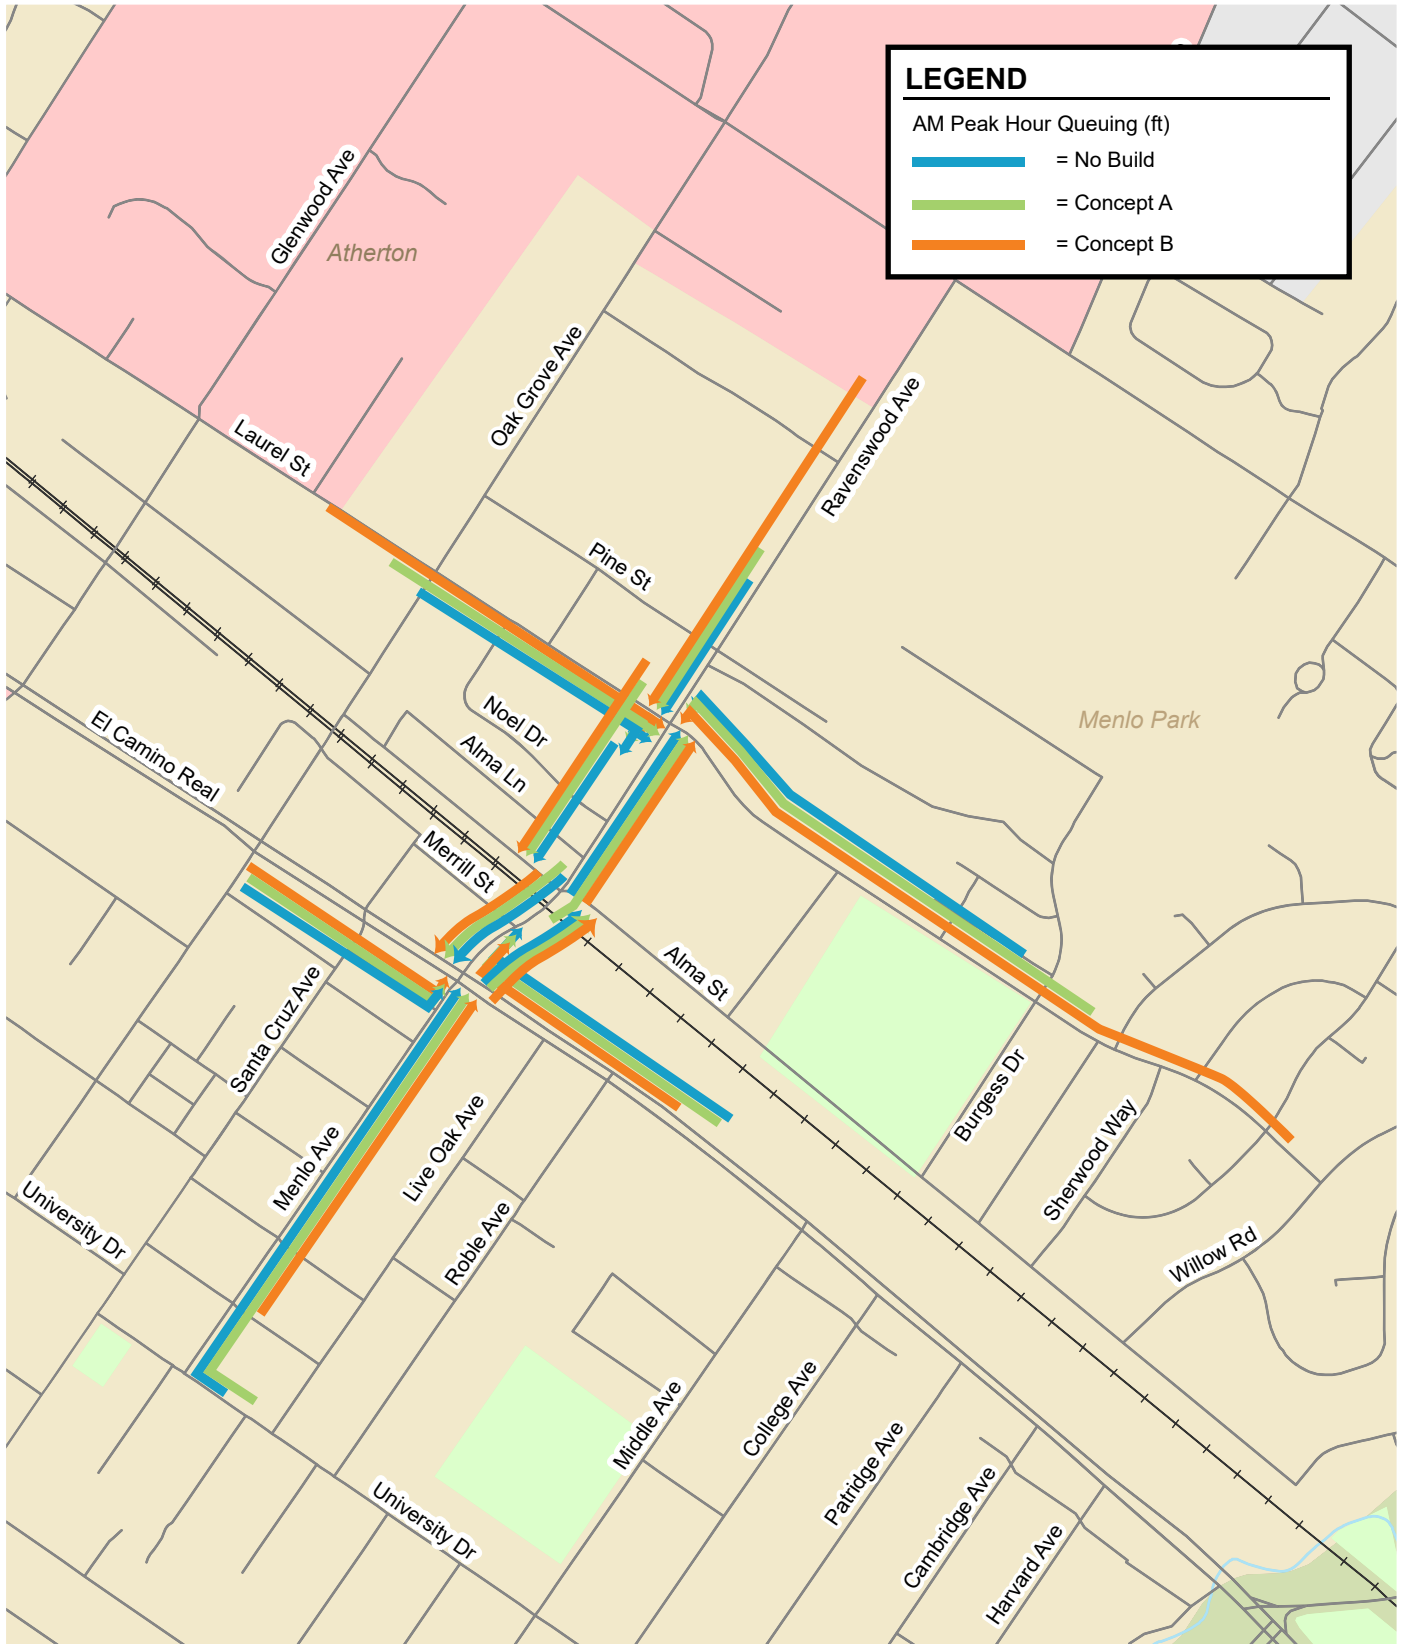 LEGEND
AM Peak Hour Queuing (ft)
= No Build
= Concept A
= Concept B
Glenwood Ave
Atherton
Oak Grove Ave
Ravenswood Ave
Laurel St
Pine St
Noel Dr
Menlo Park
El Camino Real
Alma Ln
Merrill St
Alma St
Santa Cruz Ave
Burgess Dr
Live Oak Ave
Menlo Ave
Sherwood Way
University Dr
Roble Ave
Willow Rd
Middle Ave
College Ave
Patridge Ave
University Dr
Cambridge Ave
Harvard Ave